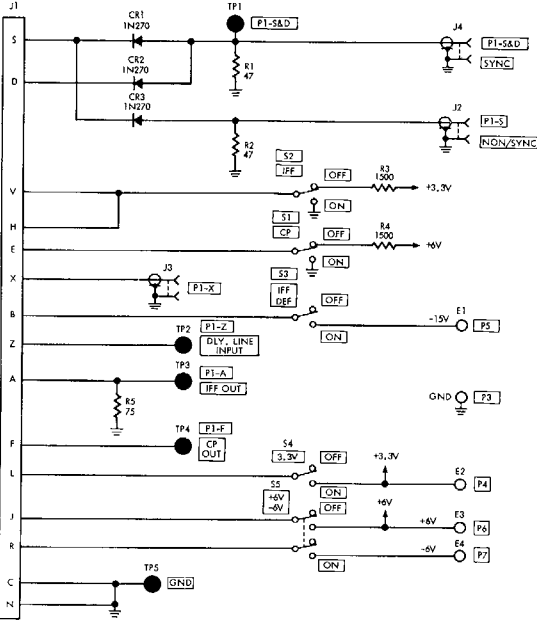 J1
TP1
P1-S&D
CR1
1N270
S
J4
P1-S&D
SYNC
R1
47
CR2
1N270
D
CR3
1N270
J2
P1-S
NON/SYNC
R2
47
S2
IFF
OFF
R3
1500
+3.3V
V
ON
H
S1
CP
OFF
R4
1500
+6V
E
ON
J3
P1-X
X
S3
IFF
DEF
OFF
B
ON
-15V
E1
P5
TP2
P1-Z
DLY. LINE
INPUT
Z
TP3
P1-A
IFF OUT
A
R5
75
GND
P3
TP4
P1-F
CP
OUT
F
S4
3.3V
OFF
+3.3V
L
ON
E2
P4
S5
+6V
-6V
OFF
+6V
J
+6V
E3
P6
R
ON
-6V
E4
P7
TP5
GND
C
N